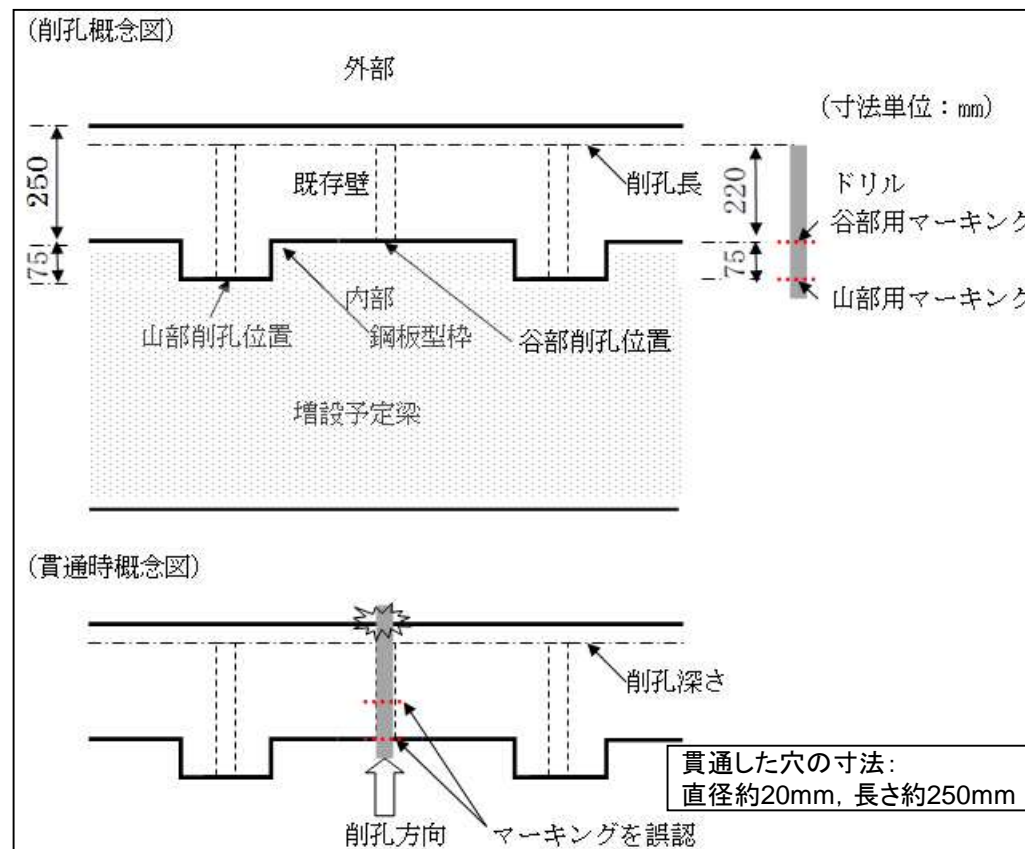 (削孔概念図)
外部
(寸法単位:㎜)
250
既存壁
削孔長
220
ドリル
谷部用マーキング
75
内部
75
山部用マーキング
山部削孔位置
鋼板型枠
谷部削孔位置
増設予定梁
(貫通時概念図)
削孔深さ
貫通した穴の寸法:
直径約20mm, 長さ約250mm
削孔方向
マーキングを誤認